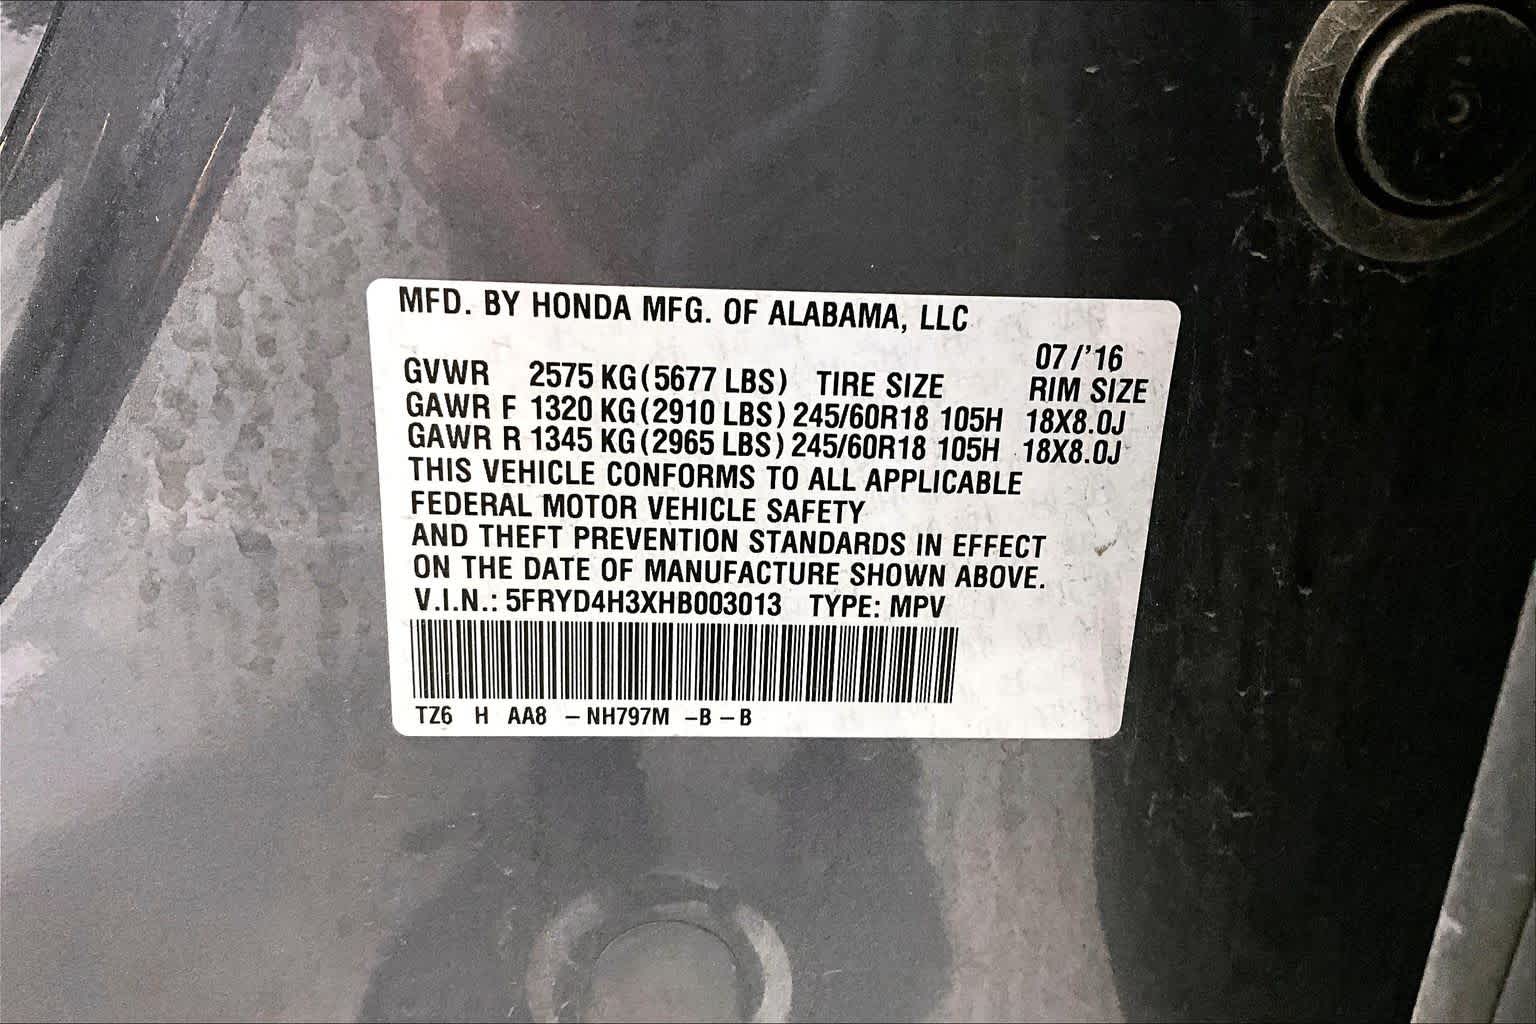 MFD. BY HONDA MFG. OF ALABAMA, LLC
07/'16
GVWR 2575 KG (5677 LBS) TIRE SIZE RIM SIZE
GAWR F 1320 KG (2910 LBS) 245/60R18 105H 18X8.0J
GAWR R 1345 KG (2965 LBS) 245/60R18 105H 18X8.0J
THIS VEHICLE CONFORMS TO ALL APPLICABLE
FEDERAL MOTOR VEHICLE SAFETY
AND THEFT PREVENTION STANDARDS IN EFFECT
ON THE DATE OF MANUFACTURE SHOWN ABOVE.
V.I.N.: 5FRYD4H3XHB003013 TYPE: MPV
TZ6 H AA8 –NH797M –B –B